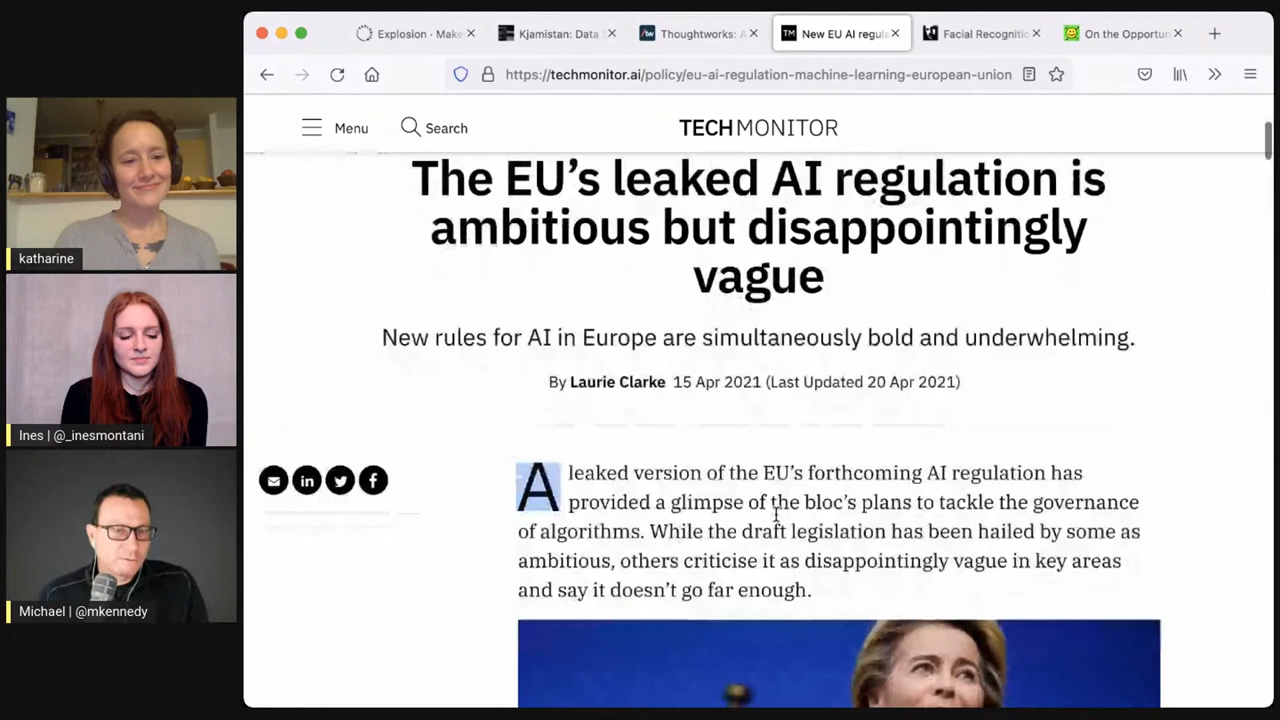 Explosion · Make
Kjamistan: Data
Thoughtworks: A
TM New EU AI regula
Facial Recognitio
On the Opportun
https://techmonitor.ai/policy/eu-ai-regulation-machine-learning-european-union
Menu
Search
TECHMONITOR
The EU’s leaked AI regulation is
ambitious but disappointingly
vague
New rules for AI in Europe are simultaneously bold and underwhelming.
By Laurie Clarke 15 Apr 2021 (Last Updated 20 Apr 2021)
A leaked version of the EU’s forthcoming AI regulation has
provided a glimpse of the bloc’s plans to tackle the governance
of algorithms. While the draft legislation has been hailed by some as
ambitious, others criticise it as disappointingly vague in key areas
and say it doesn’t go far enough.
katharine
Ines | @_inesmontani
Michael | @mkennedy